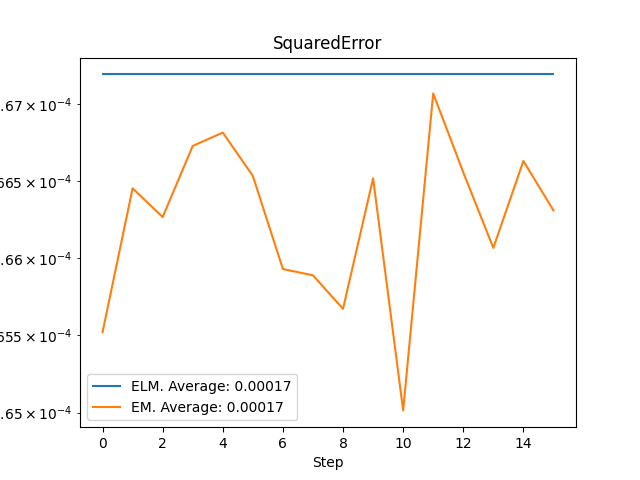 SquaredError
.67 × 10⁻⁴
665 × 10⁻⁴
.66 × 10⁻⁴
655 × 10⁻⁴
.65 × 10⁻⁴
ELM. Average: 0.00017
EM. Average: 0.00017
0 2 4 6 8 10 12 14
Step